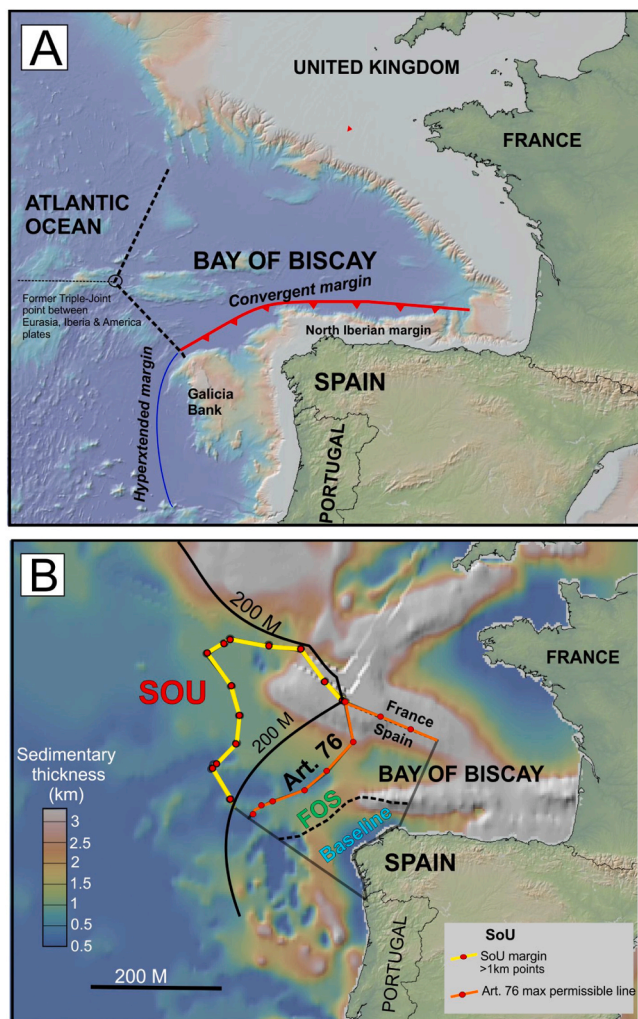 A
UNITED KINGDOM
FRANCE
ATLANTIC
OCEAN
BAY OF BISCAY
Convergent margin
Former Triple-Joint
point between
Eurasia, Iberia & America
plates
North Iberian margin
Hyperxtended margin
Galicia
Bank
SPAIN
PORTUGAL
B
200 M
FRANCE
SOU
200 M
France
Spain
Art. 76
Sedimentary
thickness
(km)
BAY OF BISCAY
3
2.5
2
1.5
1
0.5
FOS
Baseline
SPAIN
PORTUGAL
200 M
SoU
SoU margin
>1km points
Art. 76 max permissible line